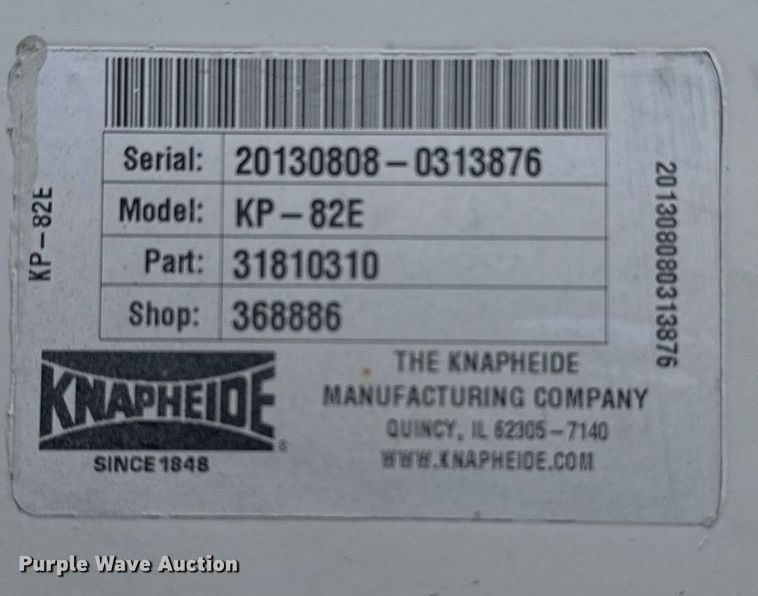 Serial: 20130808-0313876
Model: KP-82E
Part: 31810310
Shop: 368886
KP-82E
201308080313876
KNAPHEIDE®
SINCE 1848
THE KNAPHEIDE
MANUFACTURING COMPANY
QUINCY, IL 62305-7140
WWW.KNAPHEIDE.COM
Purple Wave Auction